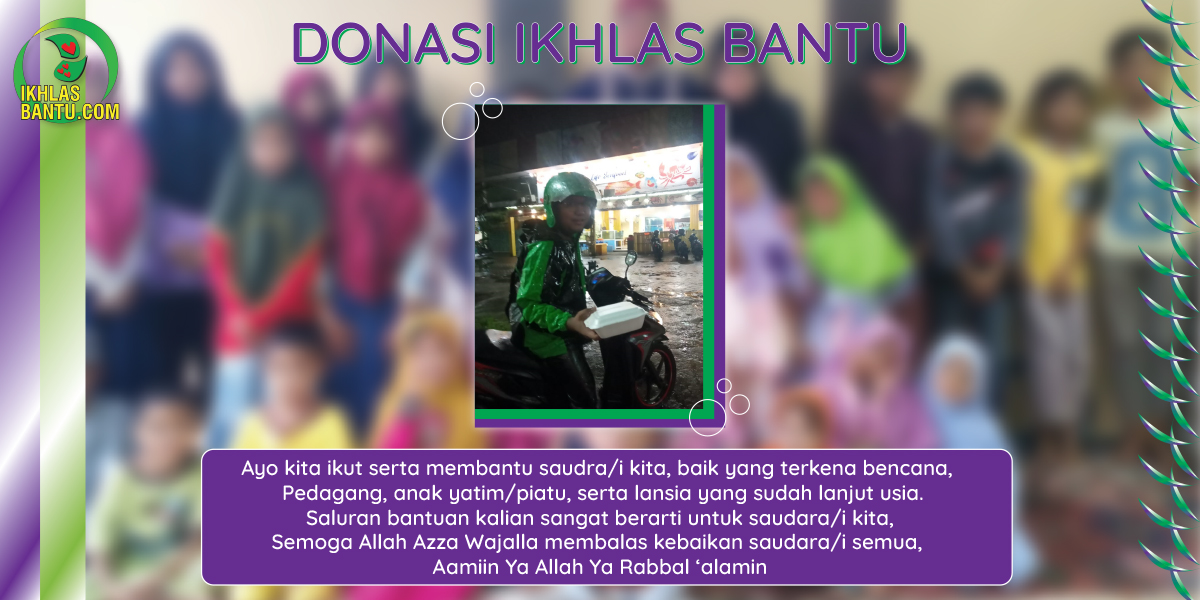 DONASI IKHLAS BANTU
IKHLAS
BANTU.COM
Ayo kita ikut serta membantu saudra/i kita, baik yang terkena bencana,
Pedagang, anak yatim/piatu, serta lansia yang sudah lanjut usia.
Saluran bantuan kalian sangat berarti untuk saudara/i kita,
Semoga Allah Azza Wajalla membalas kebaikan saudara/i semua,
Aamiin Ya Allah Ya Rabbal ‘alamin